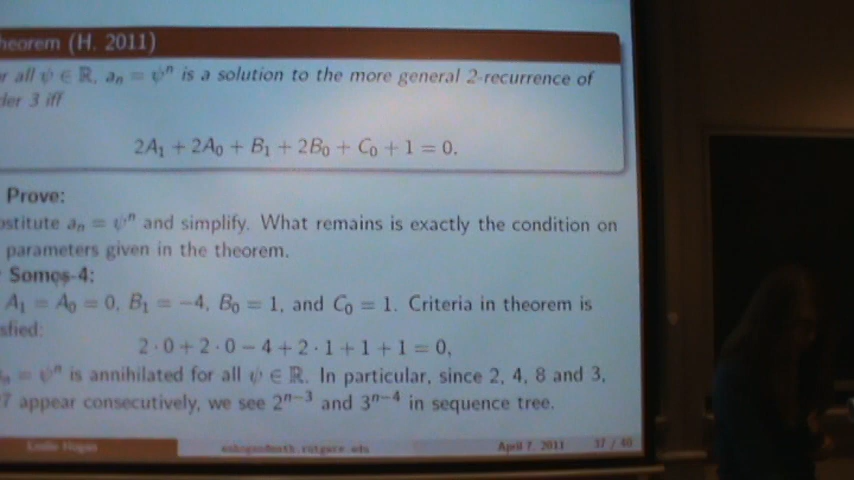 heorem (H. 2011)
r all ψ ∈ ℝ, aₙ = ψⁿ is a solution to the more general 2-recurrence of
der 3 iff
2A₁ + 2A₀ + B₁ + 2B₀ + C₀ + 1 = 0.
Prove:
ostitute aₙ = ψⁿ and simplify. What remains is exactly the condition on
parameters given in the theorem.
Somos-4:
A₁ = A₀ = 0, B₁ = −4, B₀ = 1, and C₀ = 1. Criteria in theorem is
sfied:
2 · 0 + 2 · 0 − 4 + 2 · 1 + 1 + 1 = 0,
ₙ = ψⁿ is annihilated for all ψ ∈ ℝ. In particular, since 2, 4, 8 and 3,
7 appear consecutively, we see 2ⁿ⁻³ and 3ⁿ⁻⁴ in sequence tree.
Emilie Hogan
April 7, 2011 37 / 40